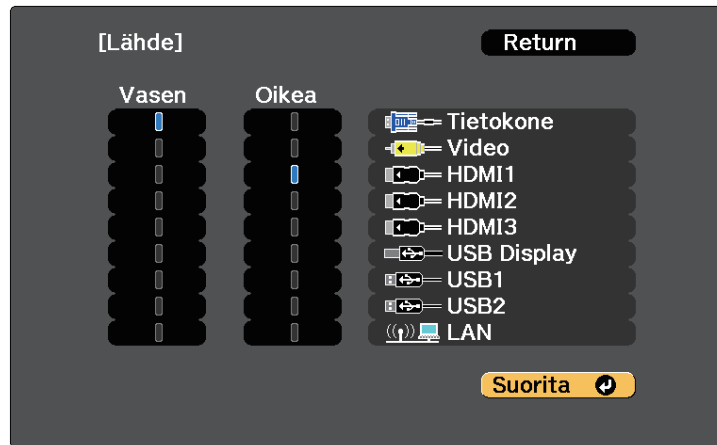 [Lähde] Return
Vasen Oikea
Tietokone
Video
HDMI1
HDMI2
HDMI3
USB Display
USB1
USB2
LAN
Suorita